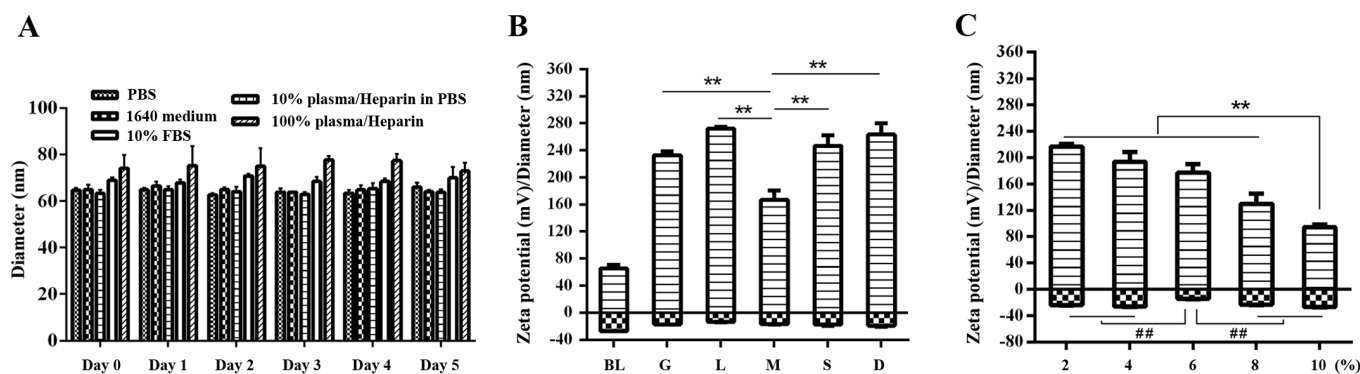 A
PBS
1640 medium
10% FBS
10% plasma/Heparin in PBS
100% plasma/Heparin
Diameter (nm)
100
80
60
40
20
0
Day 0 Day 1 Day 2 Day 3 Day 4 Day 5
B
Zeta potential (mV)/Diameter (nm)
360
320
280
240
200
160
120
80
40
0
-40
** ** ** **
BL G L M S D
C
Zeta potential (mV)/Diameter (nm)
360
320
280
240
200
160
120
80
40
0
-40
-80
**
## ##
2 4 6 8 10 (%)